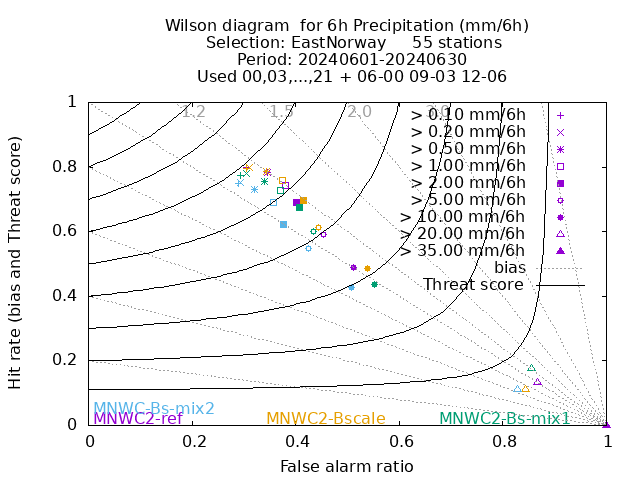 Wilson diagram  for 6h Precipitation (mm/6h)
Selection: EastNorway     55 stations
Period: 20240601-20240630
Used 00,03,...,21 + 06-00 09-03 12-06
1
0.8
0.6
0.4
0.2
0
Hit rate (bias and Threat score)
1.2 1.5 2.0 3.0
> 0.10 mm/6h
> 0.20 mm/6h
> 0.50 mm/6h
> 1.00 mm/6h
> 2.00 mm/6h
> 5.00 mm/6h
> 10.00 mm/6h
> 20.00 mm/6h
> 35.00 mm/6h
bias
Threat score
MNWC-Bs-mix2
MNWC2-ref MNWC2-Bscale MNWC2-Bs-mix1
0 0.2 0.4 0.6 0.8 1
False alarm ratio